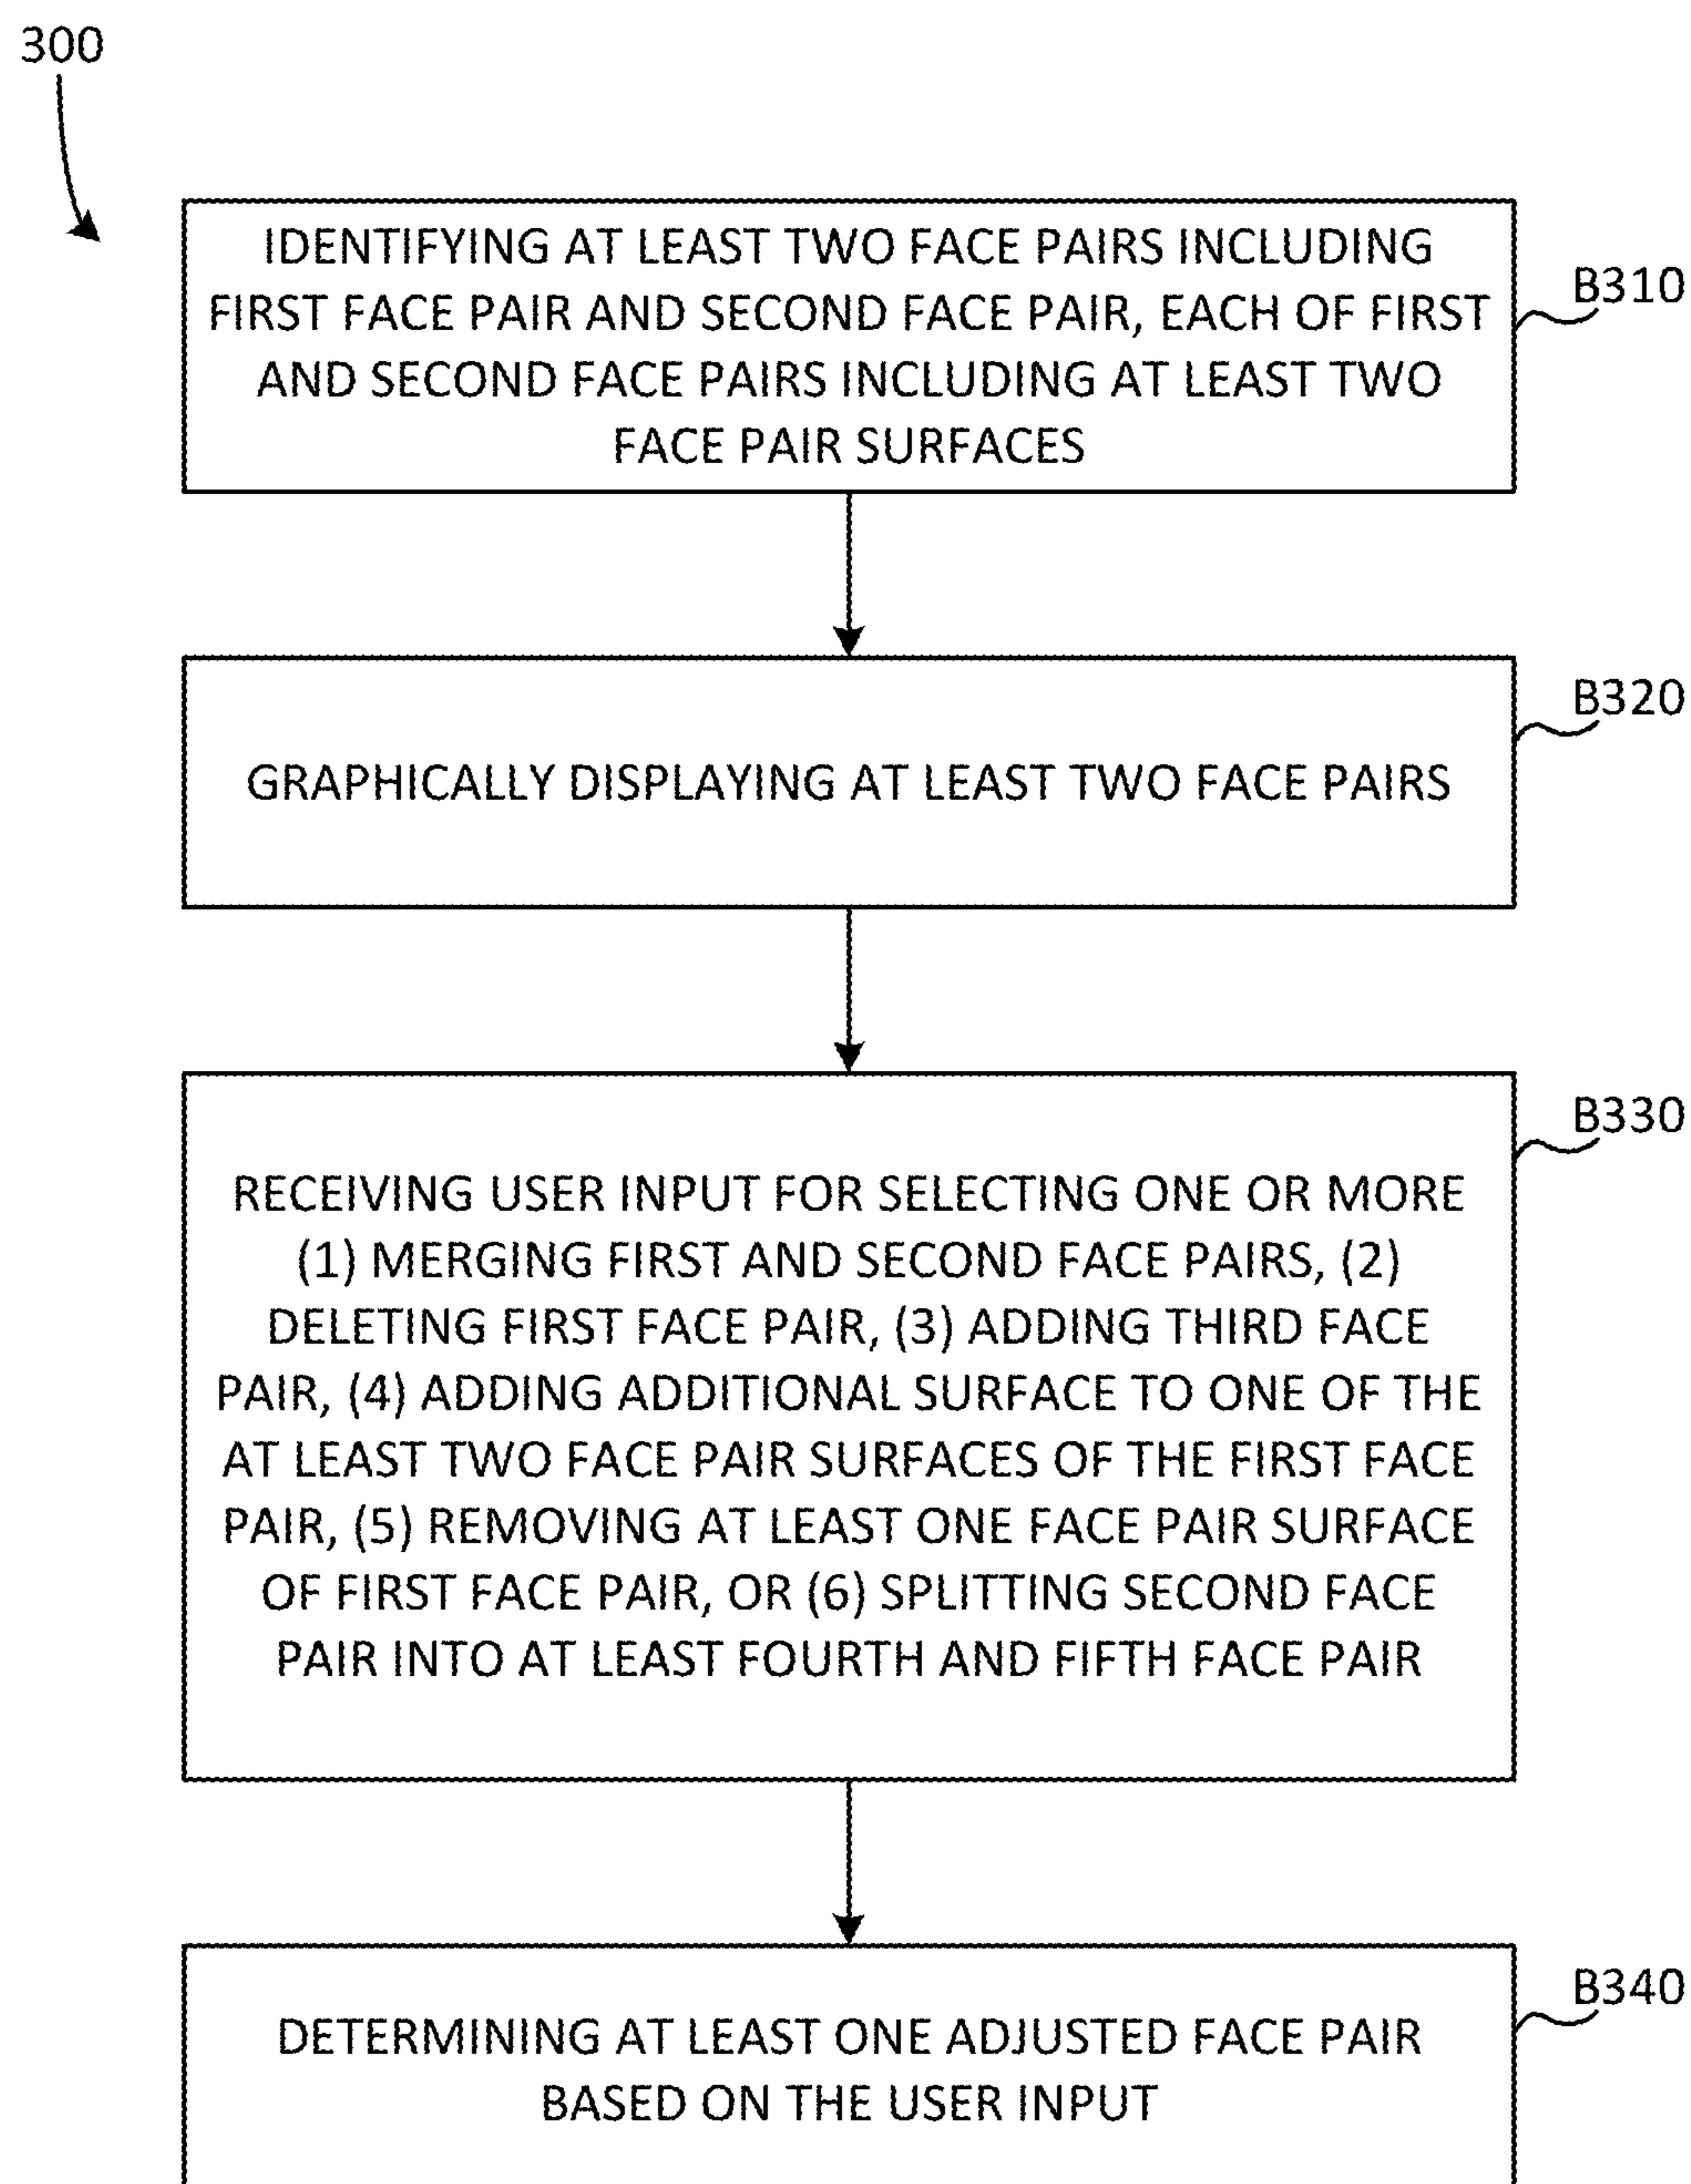 300
IDENTIFYING AT LEAST TWO FACE PAIRS INCLUDING
FIRST FACE PAIR AND SECOND FACE PAIR, EACH OF FIRST
AND SECOND FACE PAIRS INCLUDING AT LEAST TWO
FACE PAIR SURFACES
B310
GRAPHICALLY DISPLAYING AT LEAST TWO FACE PAIRS
B320
RECEIVING USER INPUT FOR SELECTING ONE OR MORE
(1) MERGING FIRST AND SECOND FACE PAIRS, (2)
DELETING FIRST FACE PAIR, (3) ADDING THIRD FACE
PAIR, (4) ADDING ADDITIONAL SURFACE TO ONE OF THE
AT LEAST TWO FACE PAIR SURFACES OF THE FIRST FACE
PAIR, (5) REMOVING AT LEAST ONE FACE PAIR SURFACE
OF FIRST FACE PAIR, OR (6) SPLITTING SECOND FACE
PAIR INTO AT LEAST FOURTH AND FIFTH FACE PAIR
B330
DETERMINING AT LEAST ONE ADJUSTED FACE PAIR
BASED ON THE USER INPUT
B340